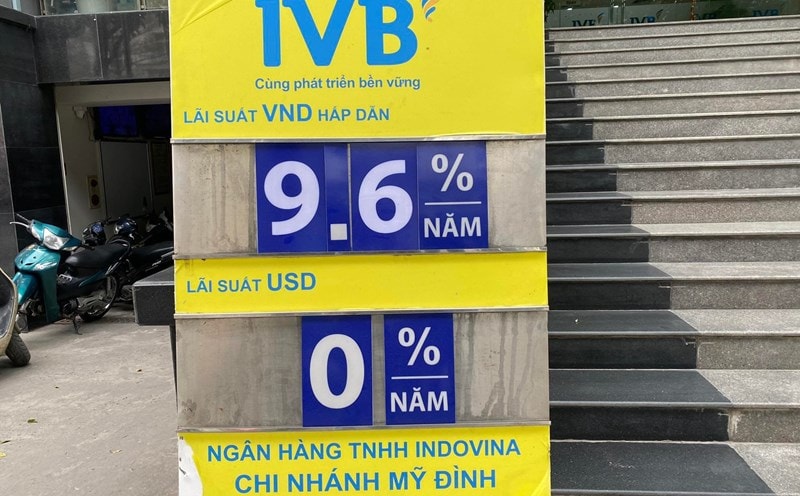 IVB
Cùng phát triển bền vững
LÃI SUẤT VND HẤP DẪN
9.6 %
NĂM
LÃI SUẤT USD
0 %
NĂM
NGÂN HÀNG TNHH INDOVINA
CHI NHÁNH MỸ ĐÌNH
IVB